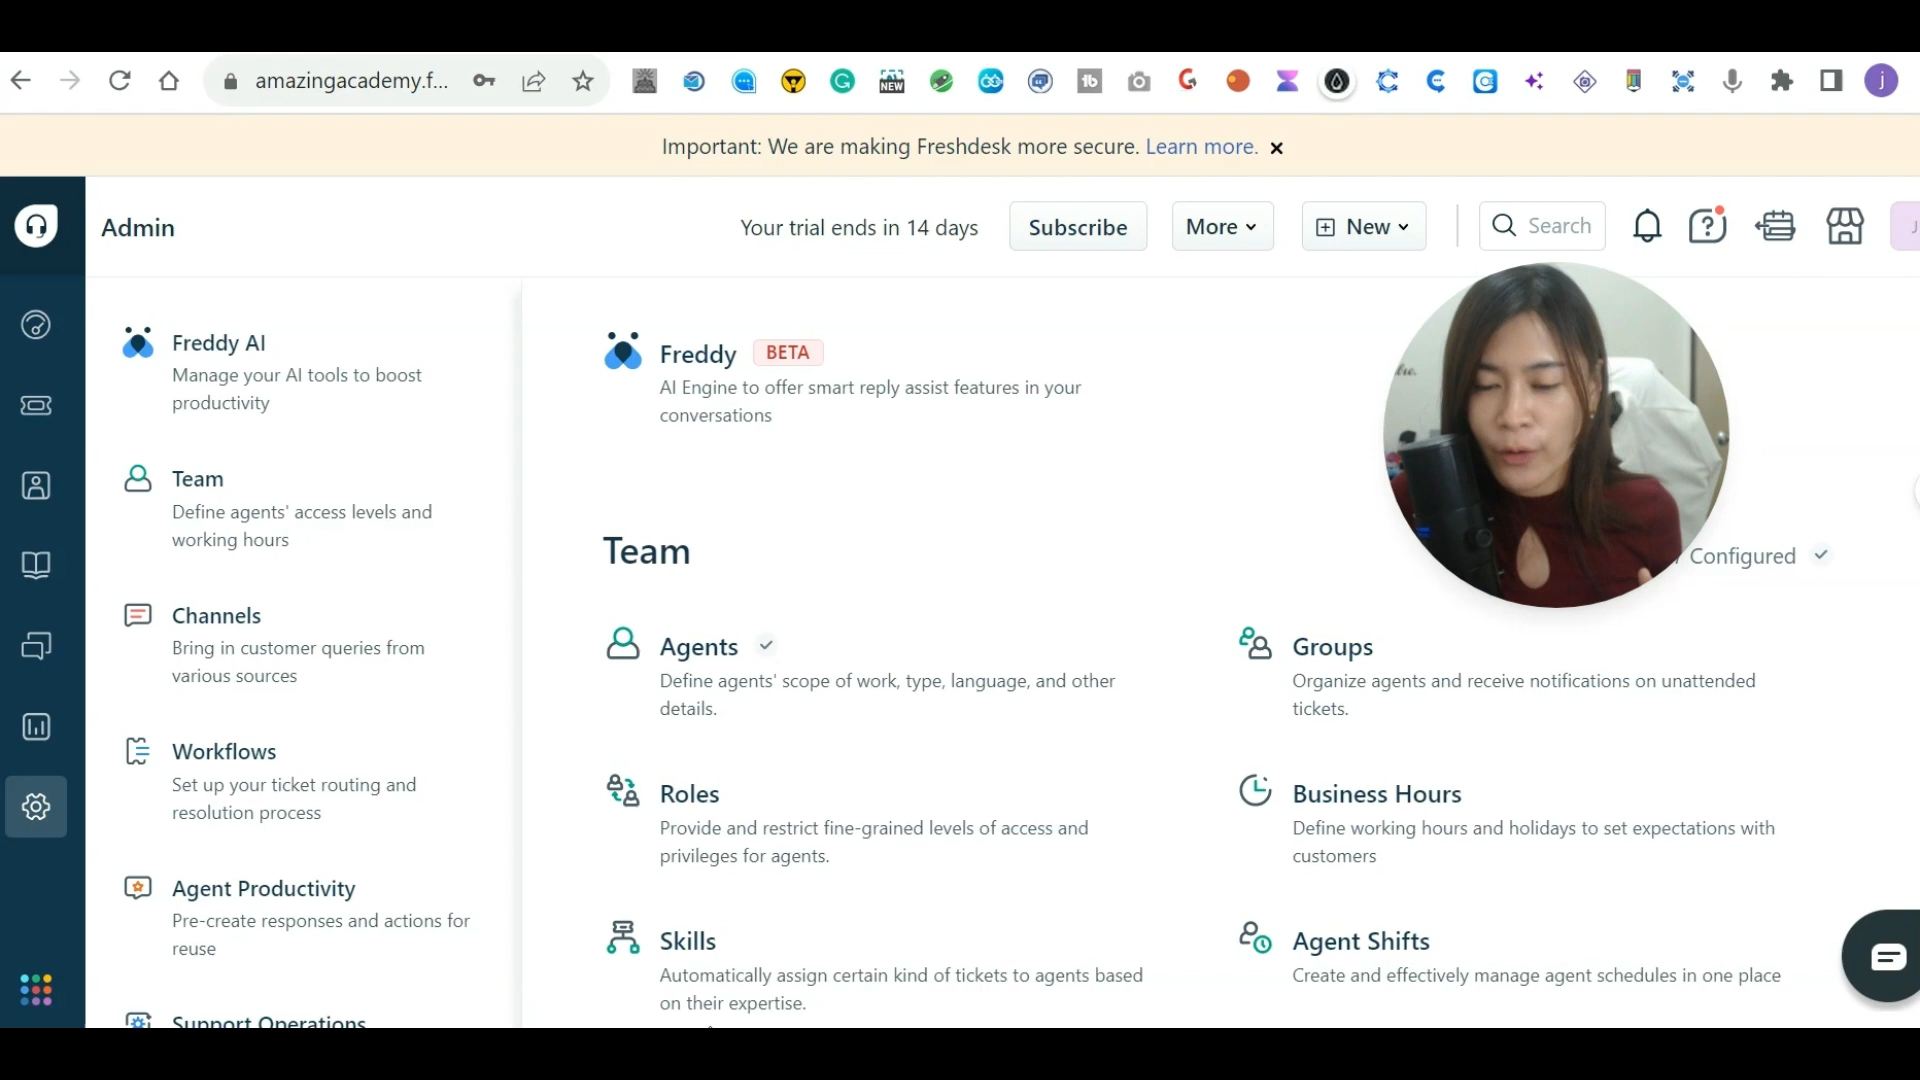 amazingacademy.f...
NEW
tb
j
Important: We are making Freshdesk more secure. Learn more.
Admin
Your trial ends in 14 days
Subscribe
More
New
Search
J
Freddy AI
Manage your AI tools to boost
productivity
Team
Define agents' access levels and
working hours
Channels
Bring in customer queries from
various sources
Workflows
Set up your ticket routing and
resolution process
Agent Productivity
Pre-create responses and actions for
reuse
Support Operations
Freddy BETA
AI Engine to offer smart reply assist features in your
conversations
Team
Configured
Agents
Define agents' scope of work, type, language, and other
details.
Groups
Organize agents and receive notifications on unattended
tickets.
Roles
Provide and restrict fine-grained levels of access and
privileges for agents.
Business Hours
Define working hours and holidays to set expectations with
customers
Skills
Automatically assign certain kind of tickets to agents based
on their expertise.
Agent Shifts
Create and effectively manage agent schedules in one place